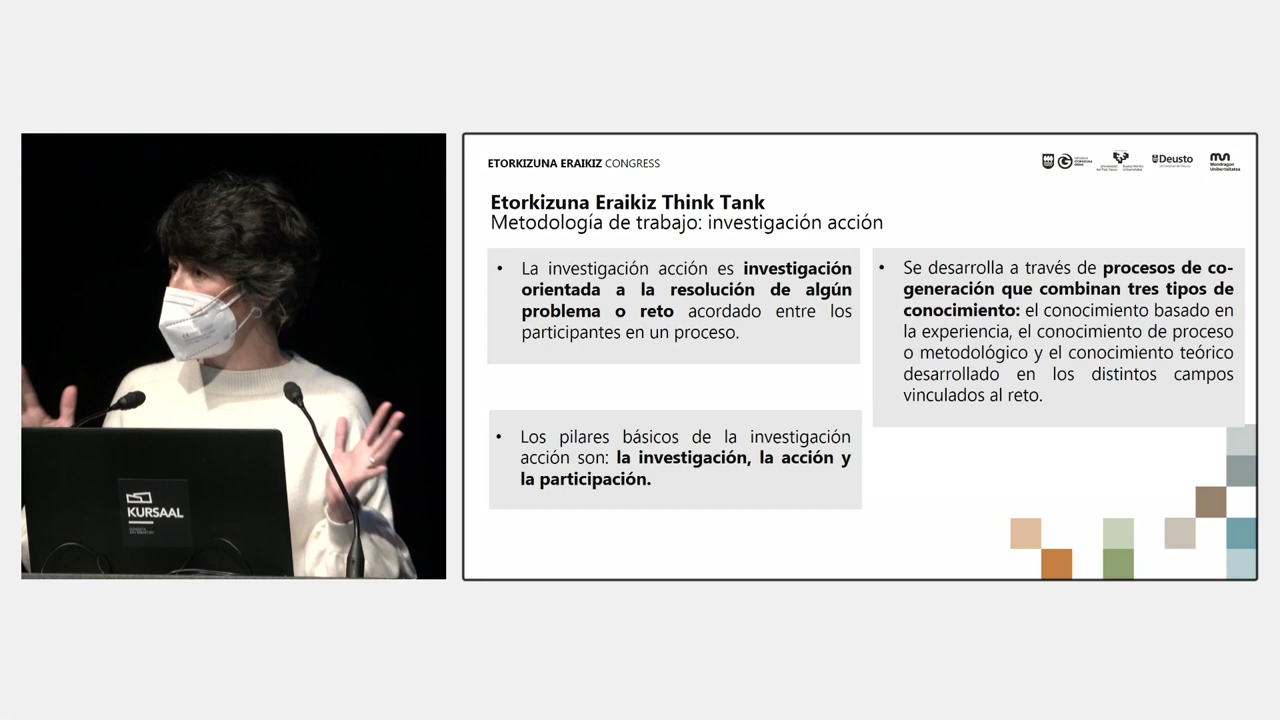 ETORKIZUNA ERAIKIZ CONGRESS
Deusto
Mondragon
Unibertsitatea
Etorkizuna Eraikiz Think Tank
Metodología de trabajo: investigación acción
• La investigación acción es investigación
orientada a la resolución de algún
problema o reto acordado entre los
participantes en un proceso.
• Los pilares básicos de la investigación
acción son: la investigación, la acción y
la participación.
• Se desarrolla a través de procesos de co-
generación que combinan tres tipos de
conocimiento: el conocimiento basado en
la experiencia, el conocimiento de proceso
o metodológico y el conocimiento teórico
desarrollado en los distintos campos
vinculados al reto.
KURSAAL